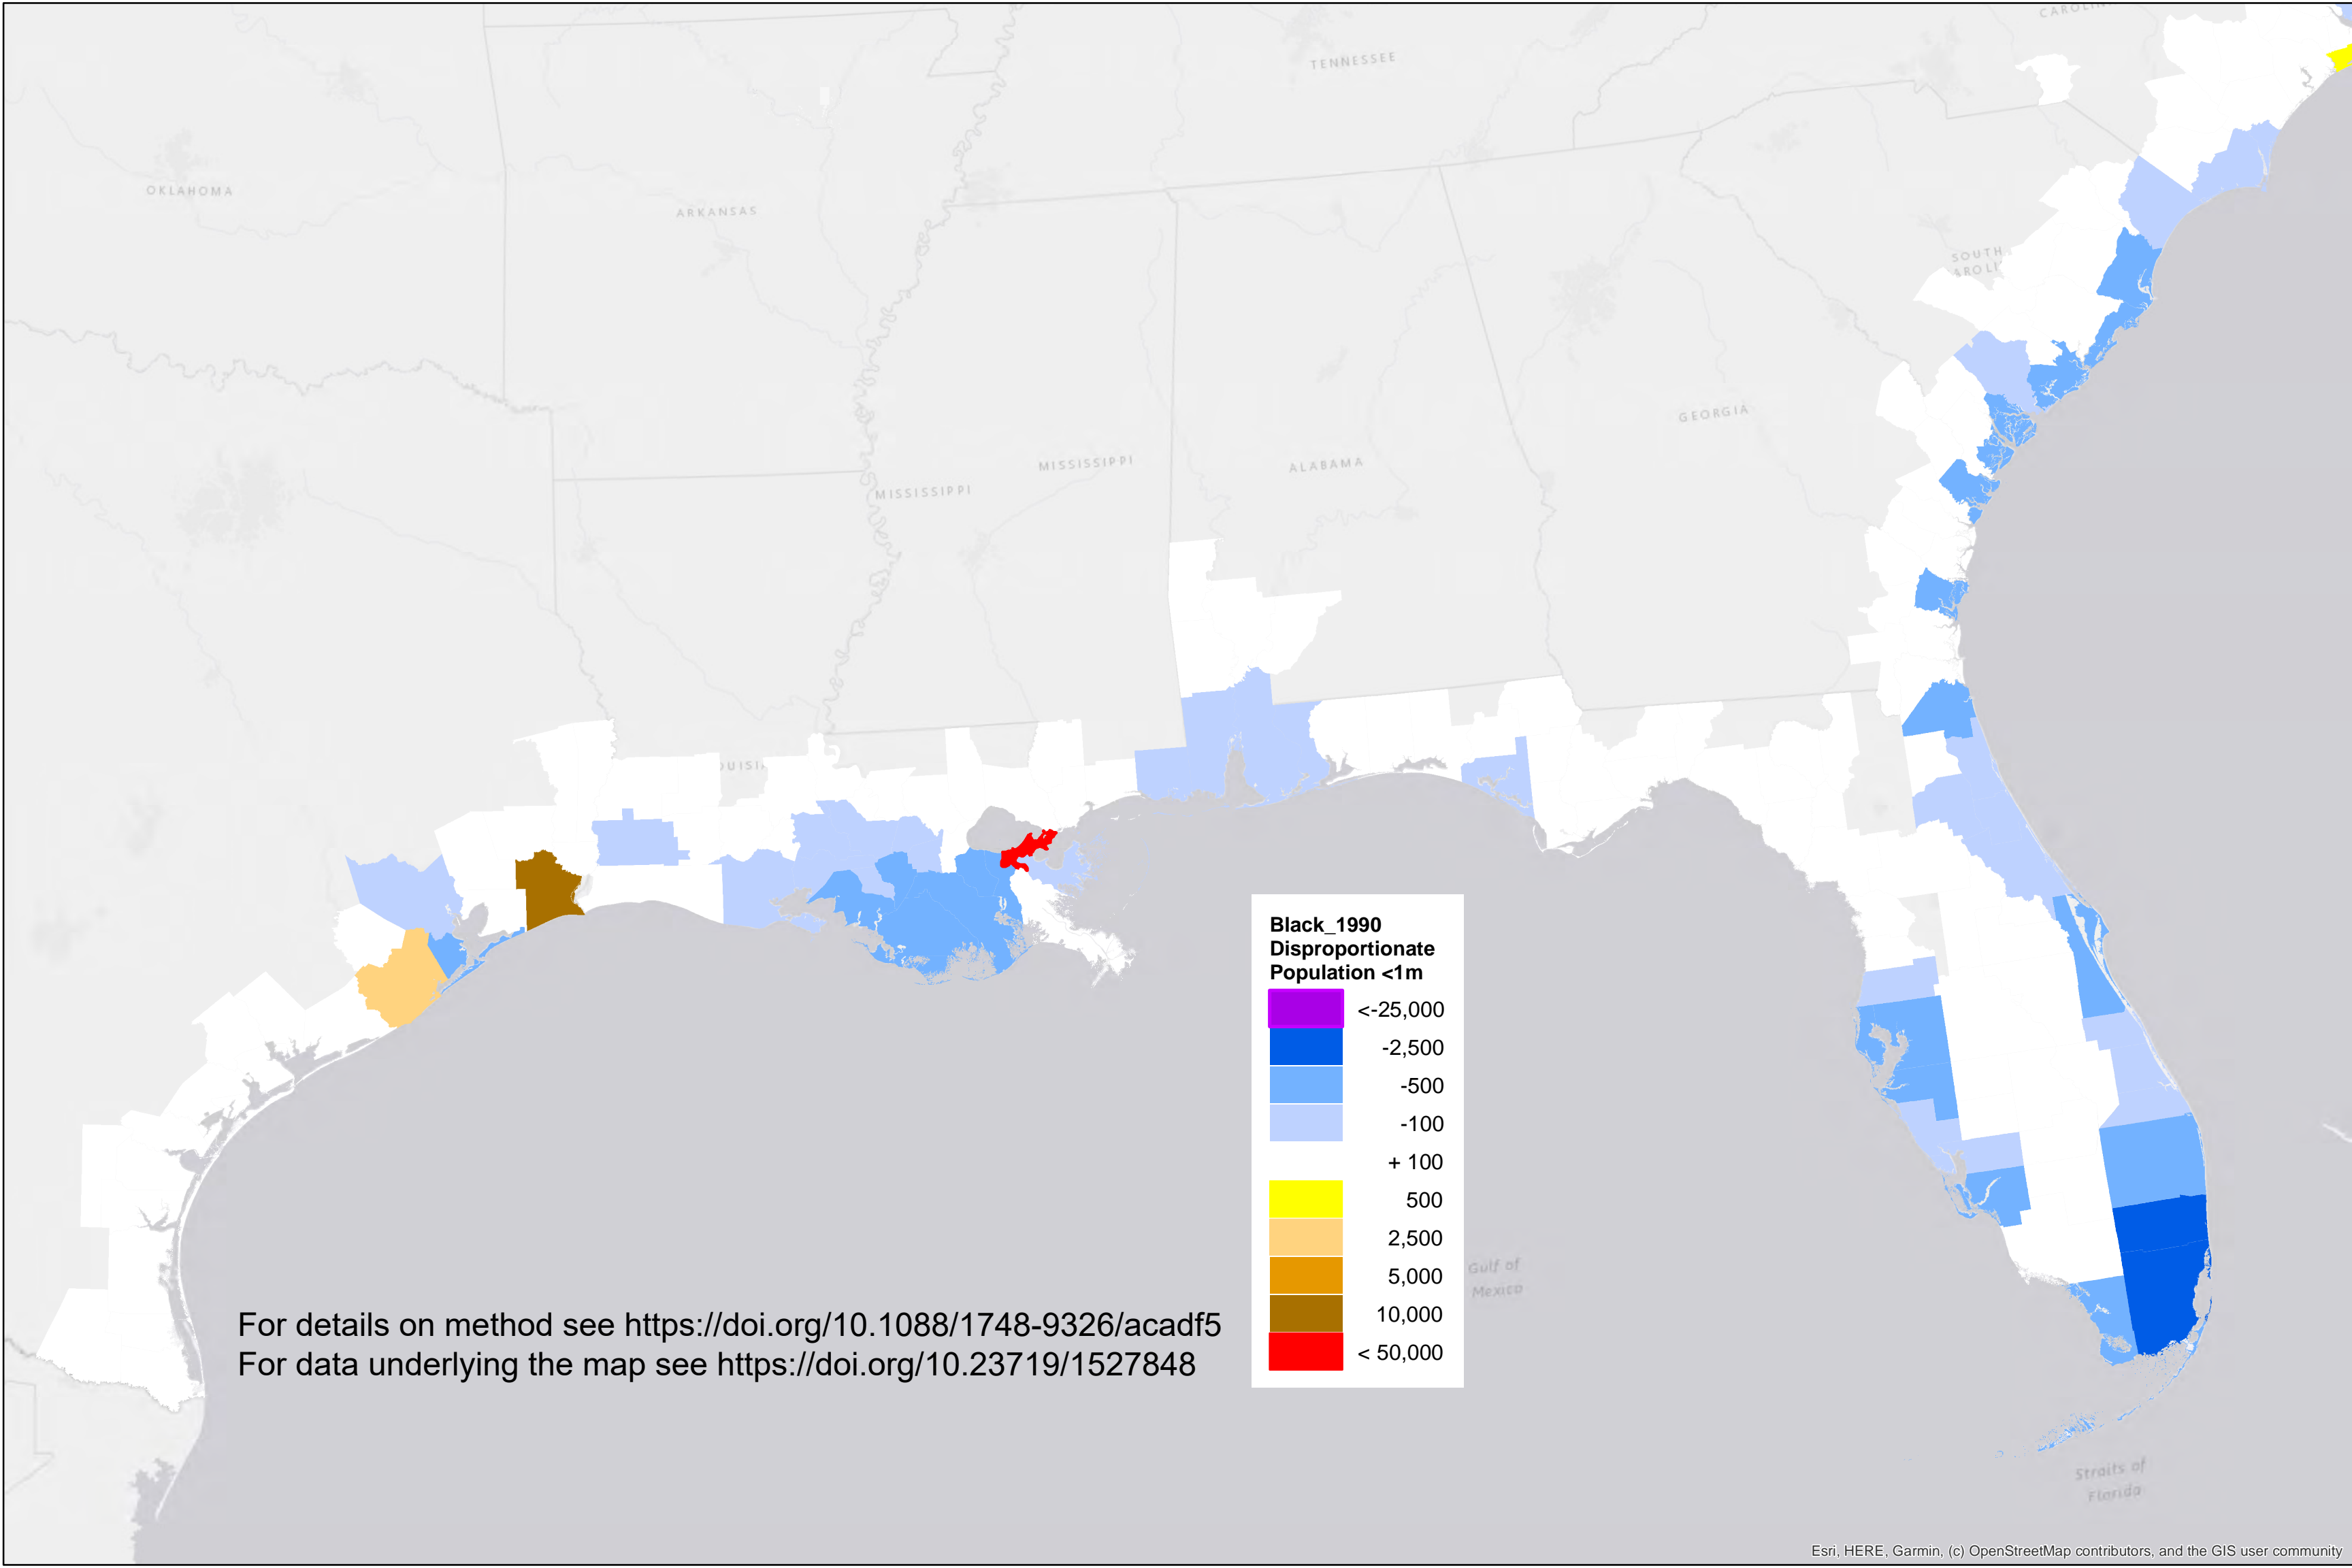 CAROLIN
TENNESSEE
OKLAHOMA
ARKANSAS
SOUTH
AROLI
GEORGIA
MISSISSIPPI
ALABAMA
MISSISSIPPI
OUISIA
Black_1990
Disproportionate
Population <1m
<-25,000
-2,500
-500
-100
+ 100
500
2,500
5,000
10,000
< 50,000
Gulf of
Mexico
For details on method see https://doi.org/10.1088/1748-9326/acadf5
For data underlying the map see https://doi.org/10.23719/1527848
Straits of
Florida
Esri, HERE, Garmin, (c) OpenStreetMap contributors, and the GIS user community